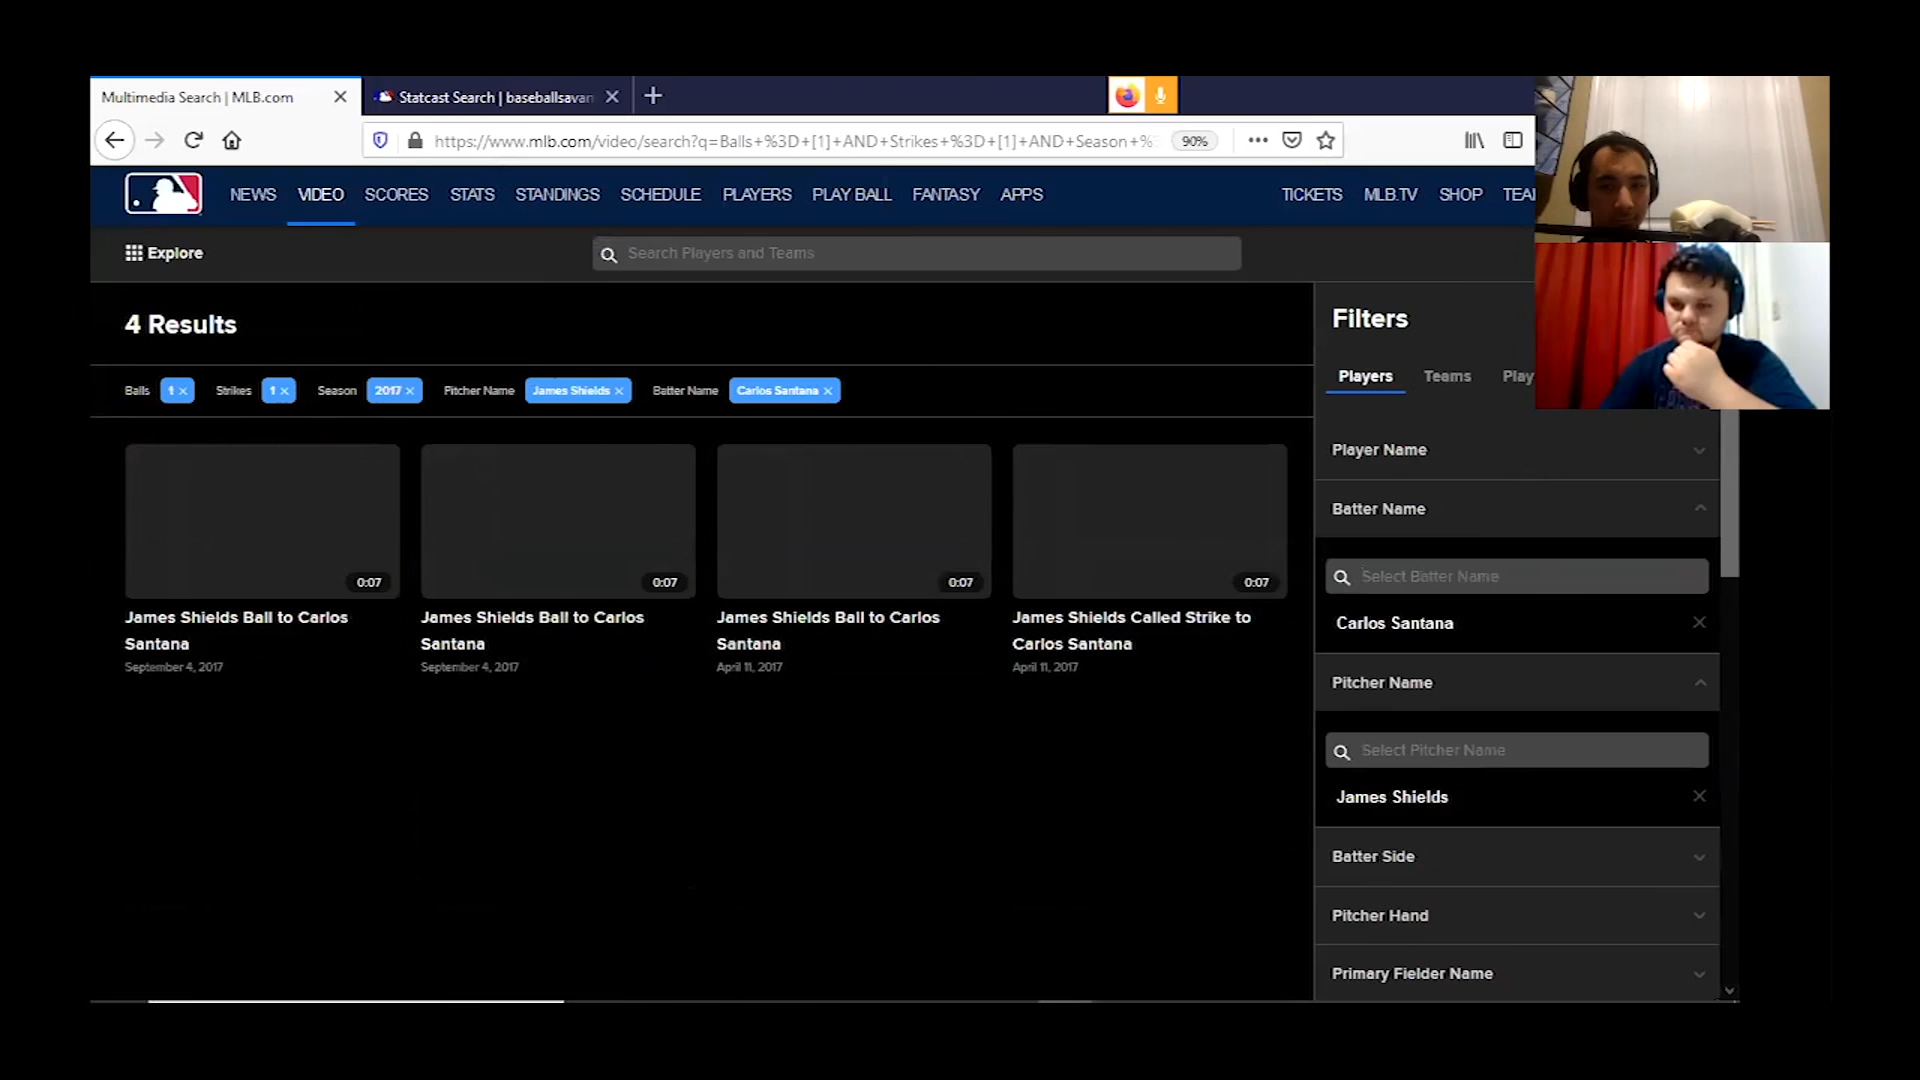 Multimedia Search | MLB.com
Statcast Search | baseballsavan
https://www.mlb.com/video/search?q=Balls+%3D+[1]+AND+Strikes+%3D+[1]+AND+Season+%
90%
NEWS VIDEO SCORES STATS STANDINGS SCHEDULE PLAYERS PLAY BALL FANTASY APPS TICKETS MLB.TV SHOP TEA
Explore
Search Players and Teams
4 Results
Balls 1 × Strikes 1 × Season 2017 × Pitcher Name James Shields × Batter Name Carlos Santana ×
0:07
James Shields Ball to Carlos
Santana
September 4, 2017
0:07
James Shields Ball to Carlos
Santana
September 4, 2017
0:07
James Shields Ball to Carlos
Santana
April 11, 2017
0:07
James Shields Called Strike to
Carlos Santana
April 11, 2017
Filters
Players Teams Play
Player Name
Batter Name
Select Batter Name
Carlos Santana
Pitcher Name
Select Pitcher Name
James Shields
Batter Side
Pitcher Hand
Primary Fielder Name